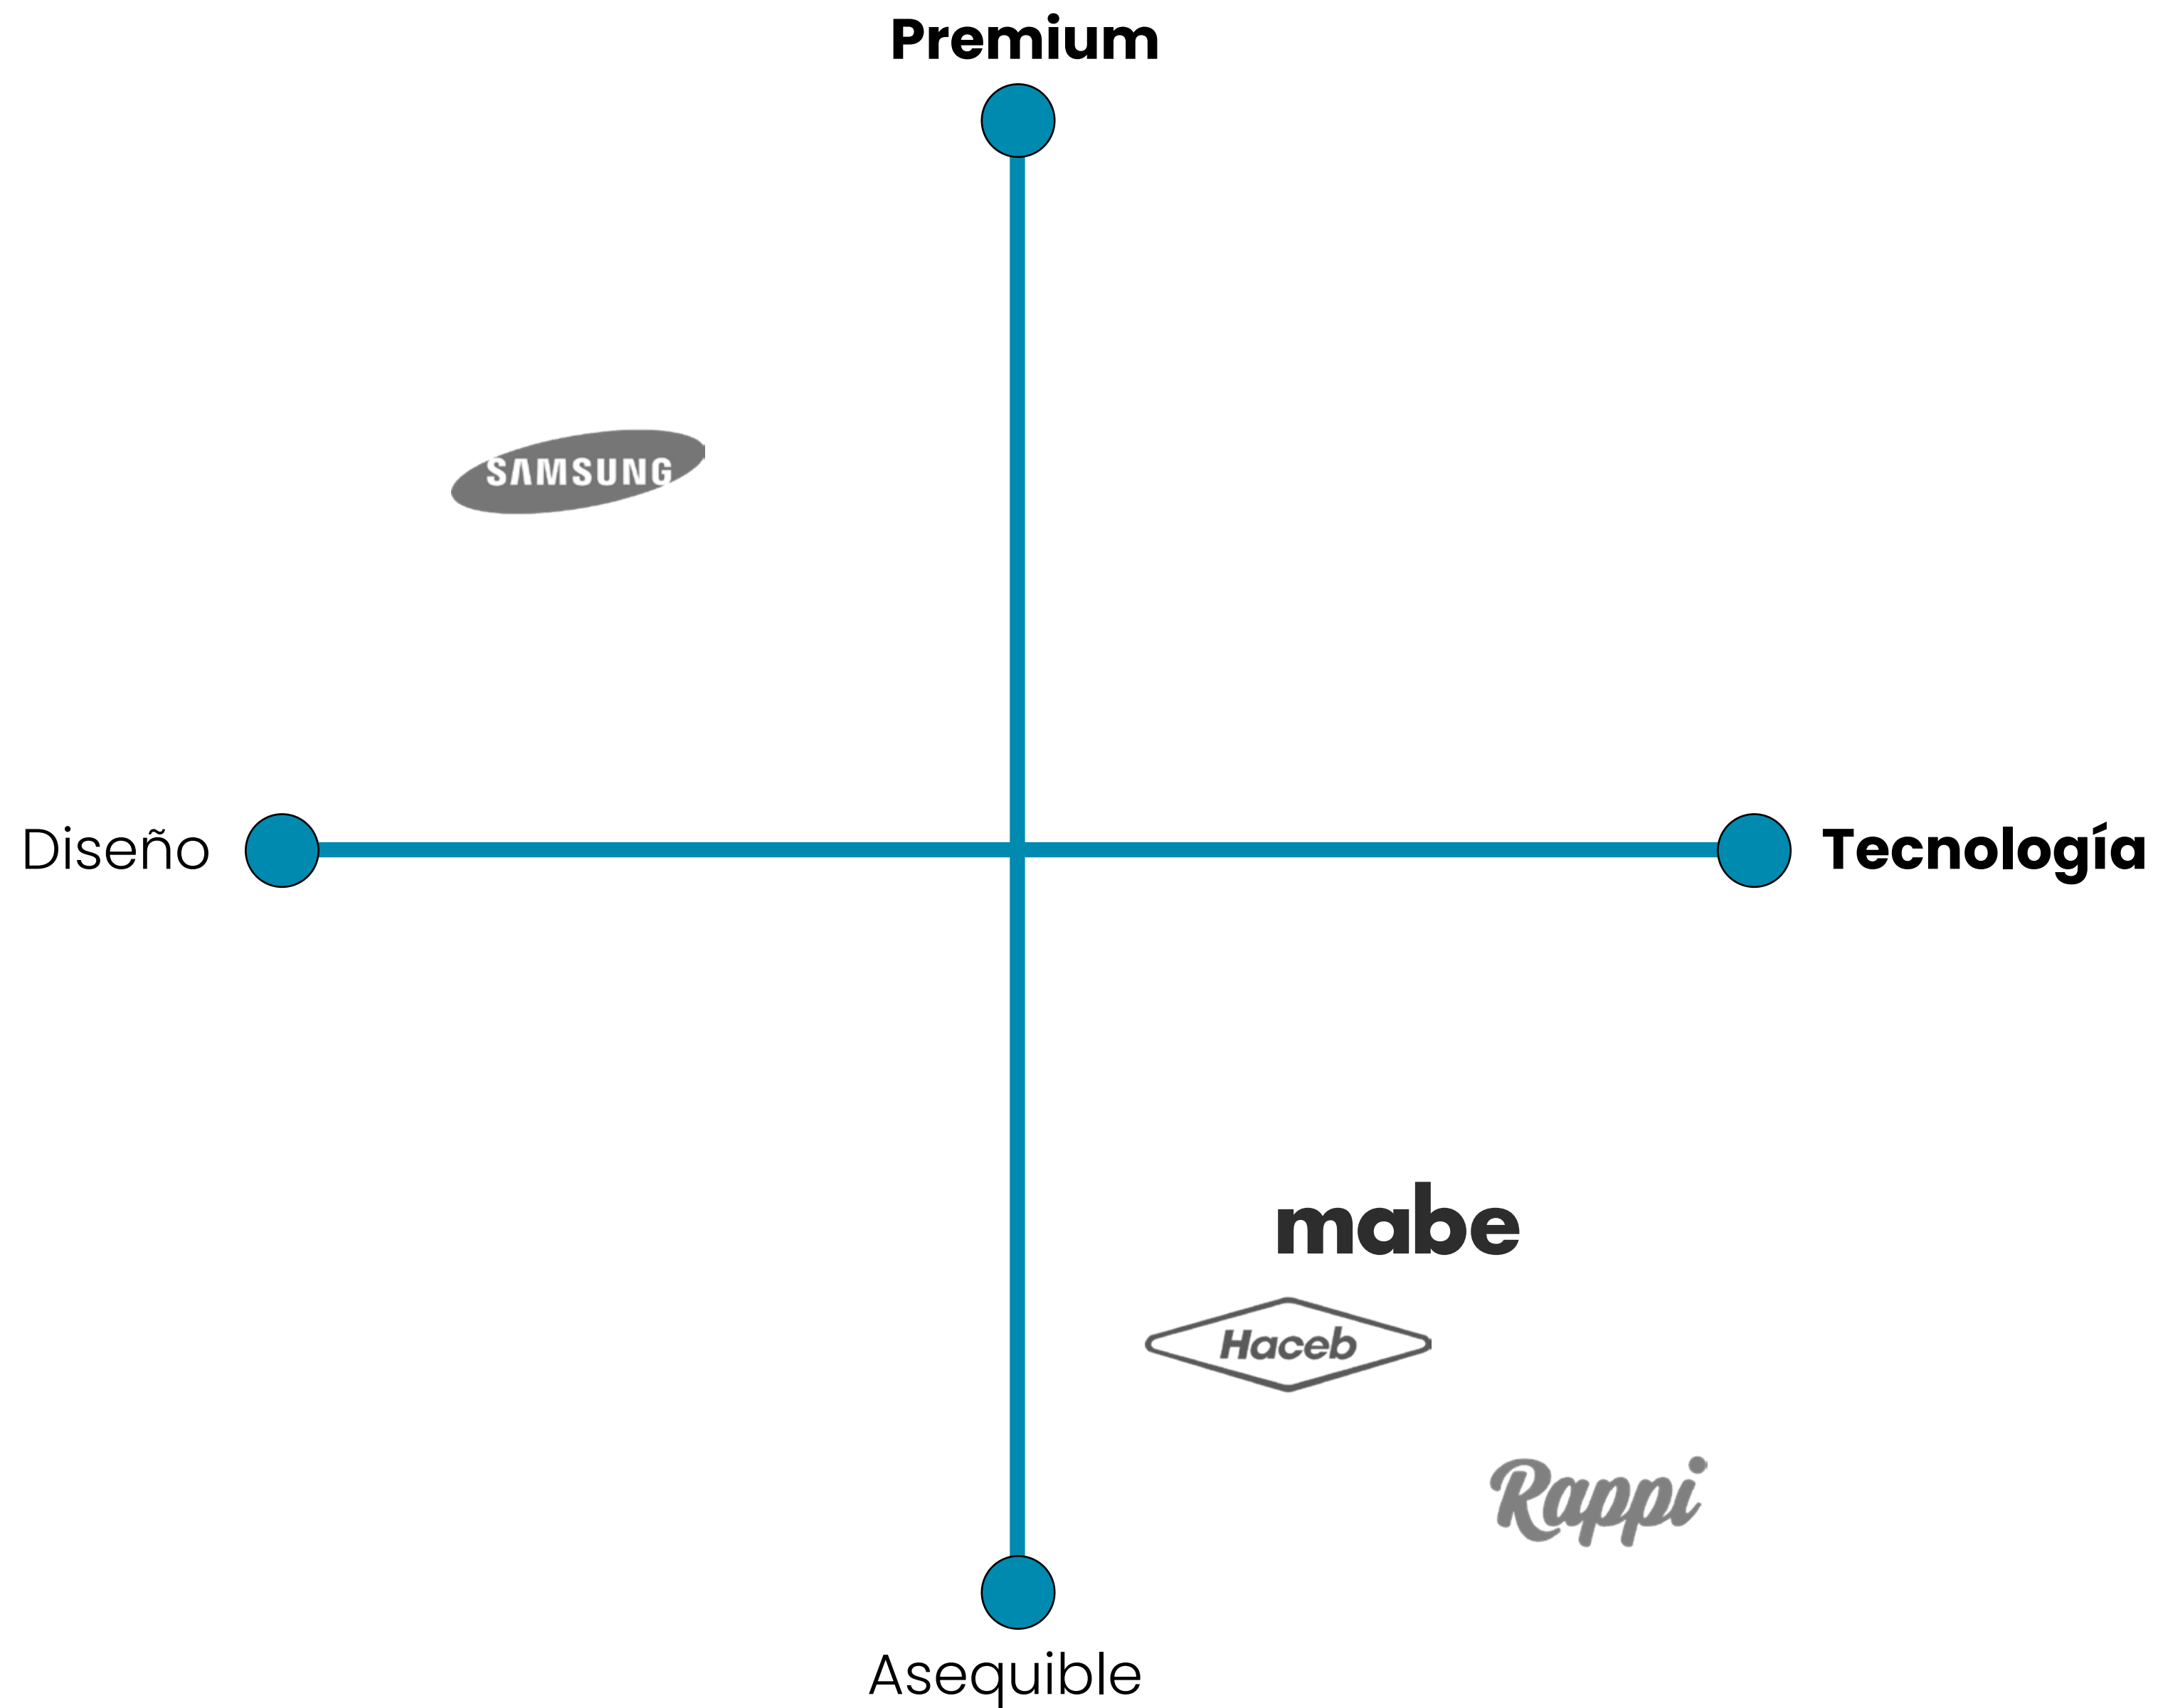 Premium
SAMSUNG
Diseño
Tecnología
mabe
Haceb
Rappi
Asequible